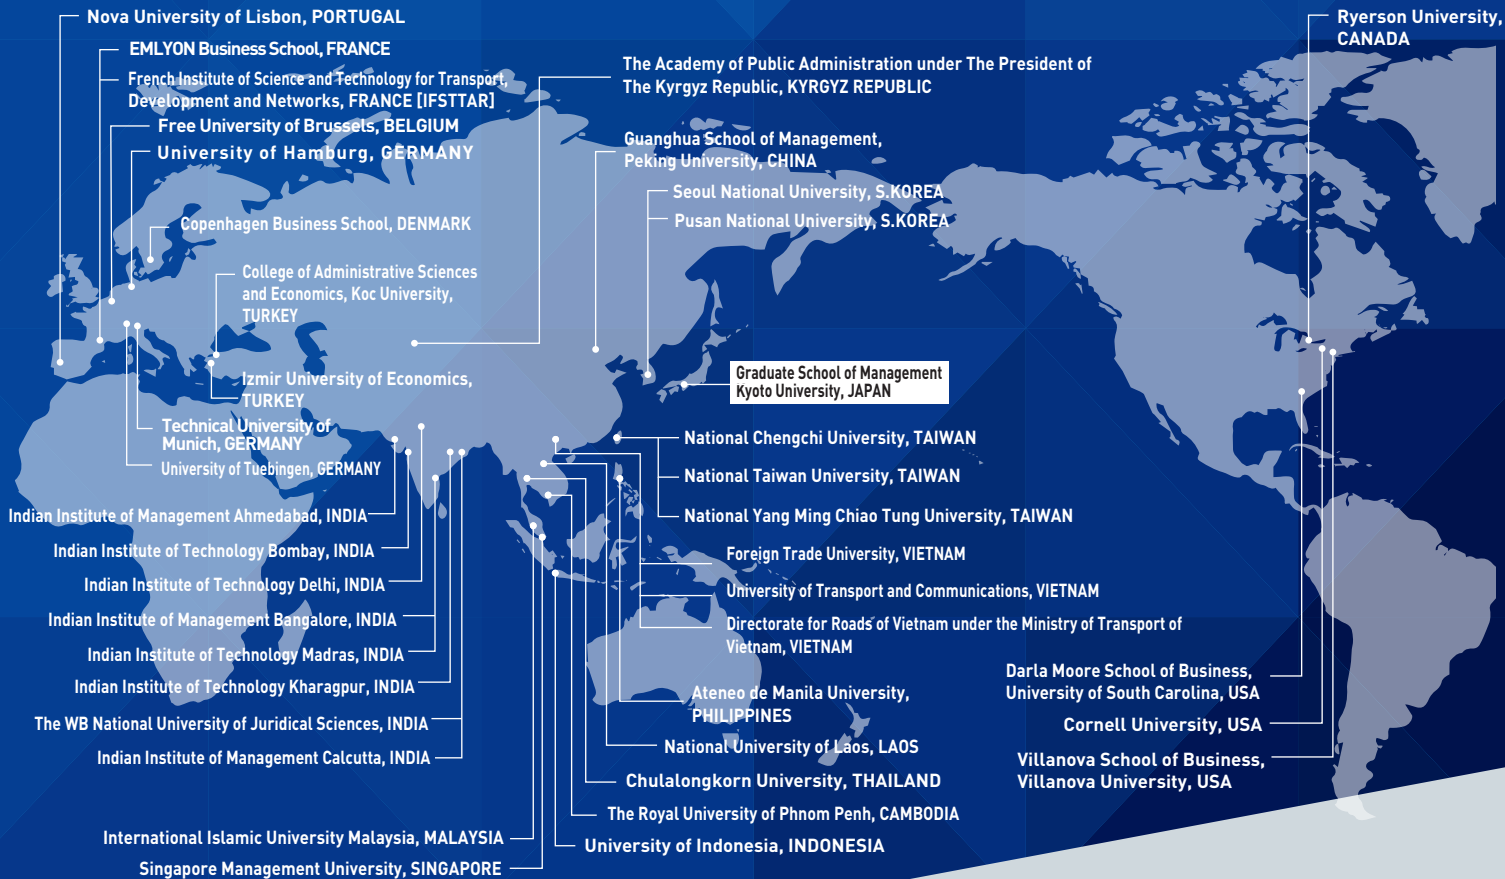 Nova University of Lisbon, PORTUGAL
EMLYON Business School, FRANCE
French Institute of Science and Technology for Transport,
Development and Networks, FRANCE [IFSTTAR]
Free University of Brussels, BELGIUM
University of Hamburg, GERMANY
Copenhagen Business School, DENMARK
College of Administrative Sciences
and Economics, Koc University,
TURKEY
Izmir University of Economics,
TURKEY
Technical University of
Munich, GERMANY
University of Tuebingen, GERMANY
Indian Institute of Management Ahmedabad, INDIA
Indian Institute of Technology Bombay, INDIA
Indian Institute of Technology Delhi, INDIA
Indian Institute of Management Bangalore, INDIA
Indian Institute of Technology Madras, INDIA
Indian Institute of Technology Kharagpur, INDIA
The WB National University of Juridical Sciences, INDIA
Indian Institute of Management Calcutta, INDIA
International Islamic University Malaysia, MALAYSIA
Singapore Management University, SINGAPORE
The Academy of Public Administration under The President of
The Kyrgyz Republic, KYRGYZ REPUBLIC
Guanghua School of Management,
Peking University, CHINA
Seoul National University, S.KOREA
Pusan National University, S.KOREA
Graduate School of Management
Kyoto University, JAPAN
National Chengchi University, TAIWAN
National Taiwan University, TAIWAN
National Yang Ming Chiao Tung University, TAIWAN
Foreign Trade University, VIETNAM
University of Transport and Communications, VIETNAM
Directorate for Roads of Vietnam under the Ministry of Transport of
Vietnam, VIETNAM
Ateneo de Manila University,
PHILIPPINES
National University of Laos, LAOS
Chulalongkorn University, THAILAND
The Royal University of Phnom Penh, CAMBODIA
University of Indonesia, INDONESIA
Ryerson University,
CANADA
Darla Moore School of Business,
University of South Carolina, USA
Cornell University, USA
Villanova School of Business,
Villanova University, USA